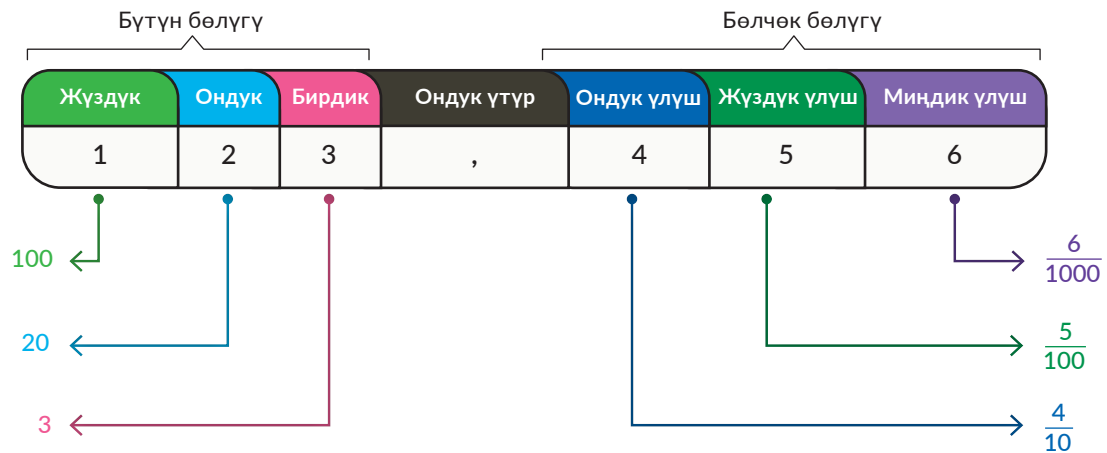 Бүтүн бөлүгү Бөлчөк бөлүгү
Жүздүк Ондук Бирдик Ондук үтүр Ондук үлүш Жүздүк үлүш Миңдик үлүш
1 2 3 , 4 5 6
100 6/1000
20 5/100
3 4/10